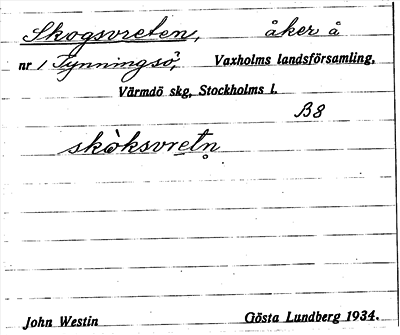 Skogsvreten, åker å
nr 1 Tynningsö, Vaxholms landsförsamling,
Värmdö skg, Stockholms l.
B8
skòksvretn̥
John Westin Gösta Lundberg 1934.